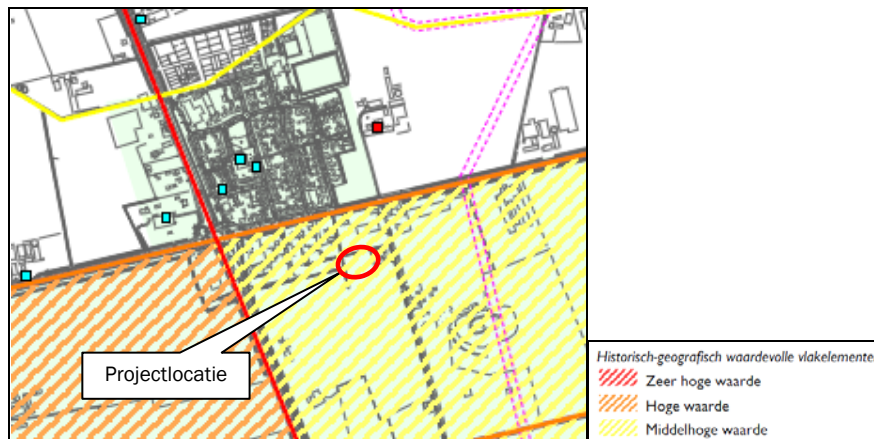 Projectlocatie
Historisch-geografisch waardevolle vlakelementen
Zeer hoge waarde
Hoge waarde
Middelhoge waarde